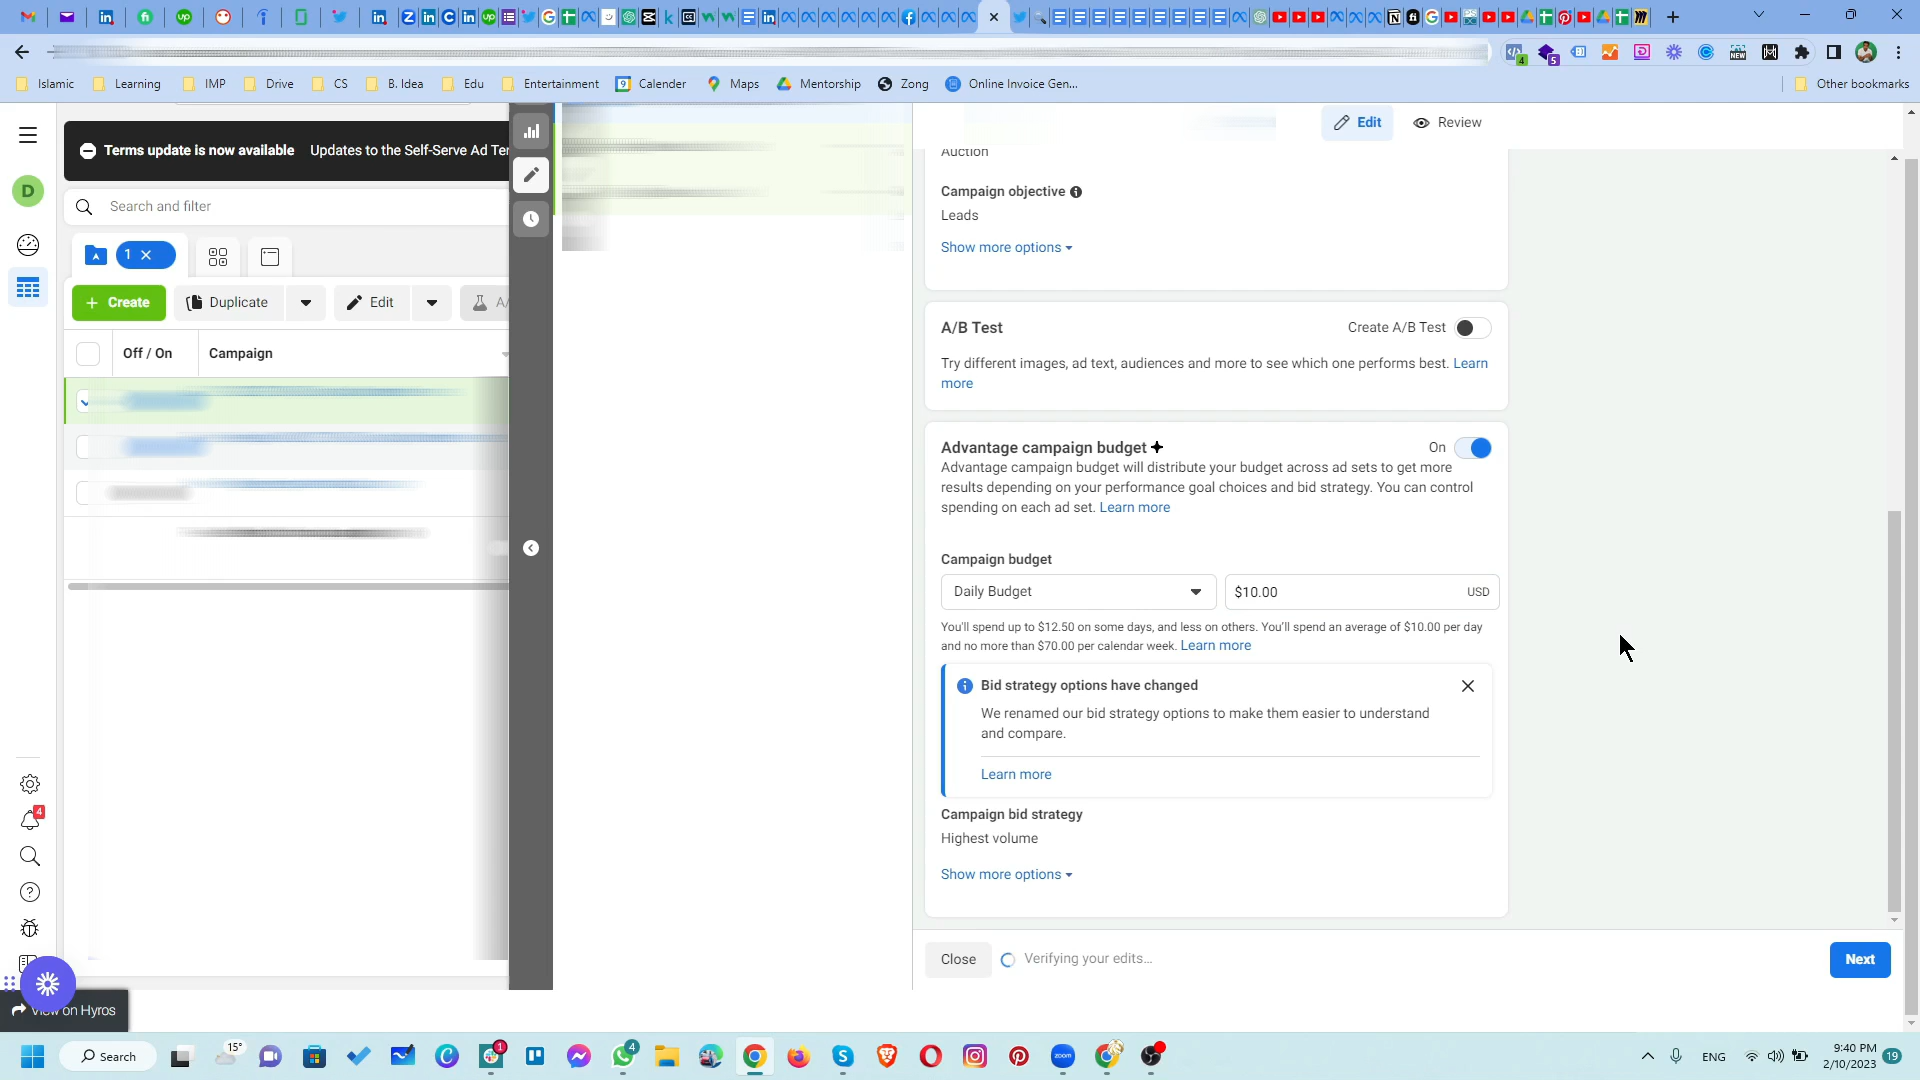 Islamic
Learning
IMP
Drive
CS
B. Idea
Edu
Entertainment
Calender
Maps
Mentorship
Zong
Online Invoice Gen...
Other bookmarks
Terms update is now available Updates to the Self-Serve Ad Ter
D
Search and filter
1
Create
Duplicate
Edit
A/
Off / On
Campaign
Edit
Review
Auction
Campaign objective
Leads
Show more options
A/B Test
Create A/B Test
Try different images, ad text, audiences and more to see which one performs best. Learn
more
Advantage campaign budget
On
Advantage campaign budget will distribute your budget across ad sets to get more
results depending on your performance goal choices and bid strategy. You can control
spending on each ad set. Learn more
Campaign budget
Daily Budget
$10.00
USD
You'll spend up to $12.50 on some days, and less on others. You'll spend an average of $10.00 per day
and no more than $70.00 per calendar week. Learn more
Bid strategy options have changed
We renamed our bid strategy options to make them easier to understand
and compare.
Learn more
Campaign bid strategy
Highest volume
Show more options
4
Close
Verifying your edits...
Next
View on Hyros
Search
15°
1
4
zoom
ENG
9:40 PM
2/10/2023
19